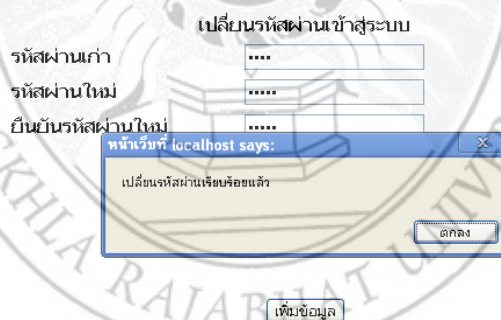 เปลี่ยนรหัสผ่านเข้าสู่ระบบ
รหัสผ่านเก่า
รหัสผ่านใหม่
ยืนยันรหัสผ่านใหม่
หน้าเว็บที่ localhost says:
เปลี่ยนรหัสผ่านเรียบร้อยแล้ว
ตกลง
เพิ่มข้อมูล
RAJABHAT